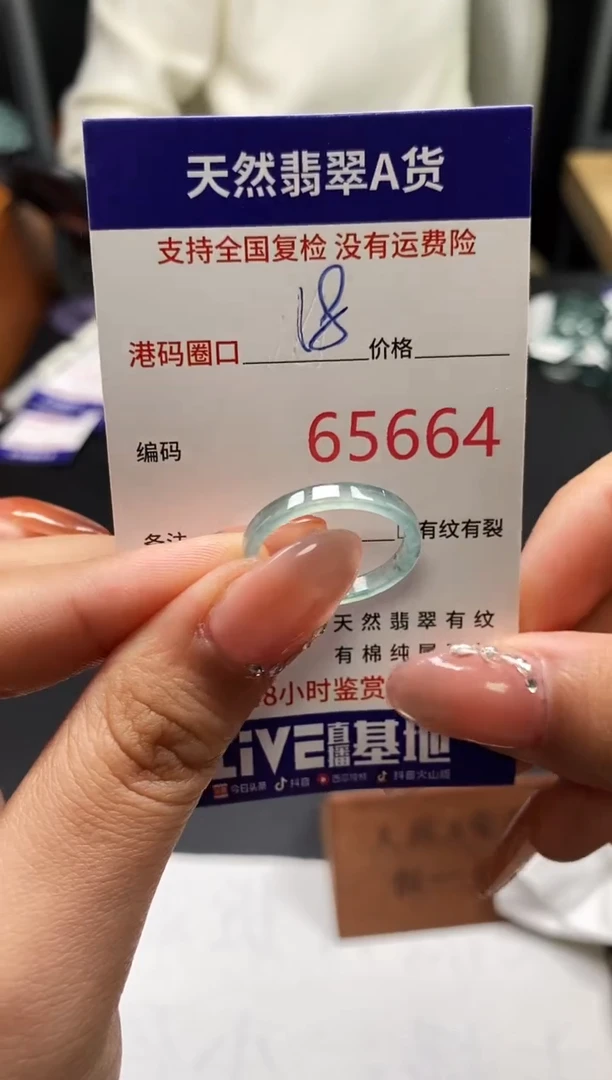 天然翡翠A货
支持全国复检 没有运费险
港码圈口 18 价格
编码 65664
备注 有纹有裂
天然翡翠有纹
有棉纯属
8小时鉴赏
LiVE直播基地
今日头条 抖音 西瓜视频 抖音火山版